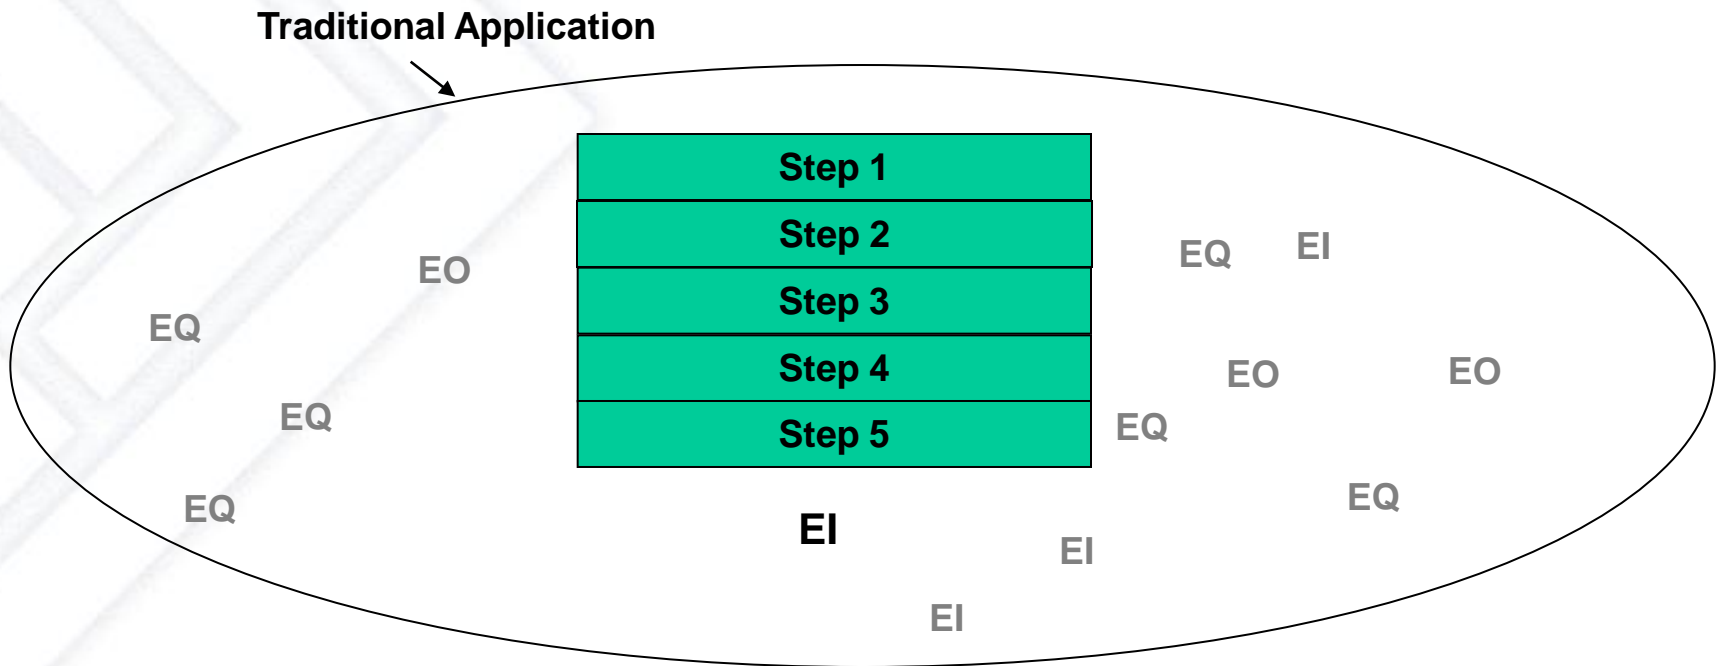 Traditional Application
Step 1
Step 2
Step 3
Step 4
Step 5
EO
EQ
EQ
EQ
EQ
EI
EO
EO
EQ
EQ
EI
EI
EI